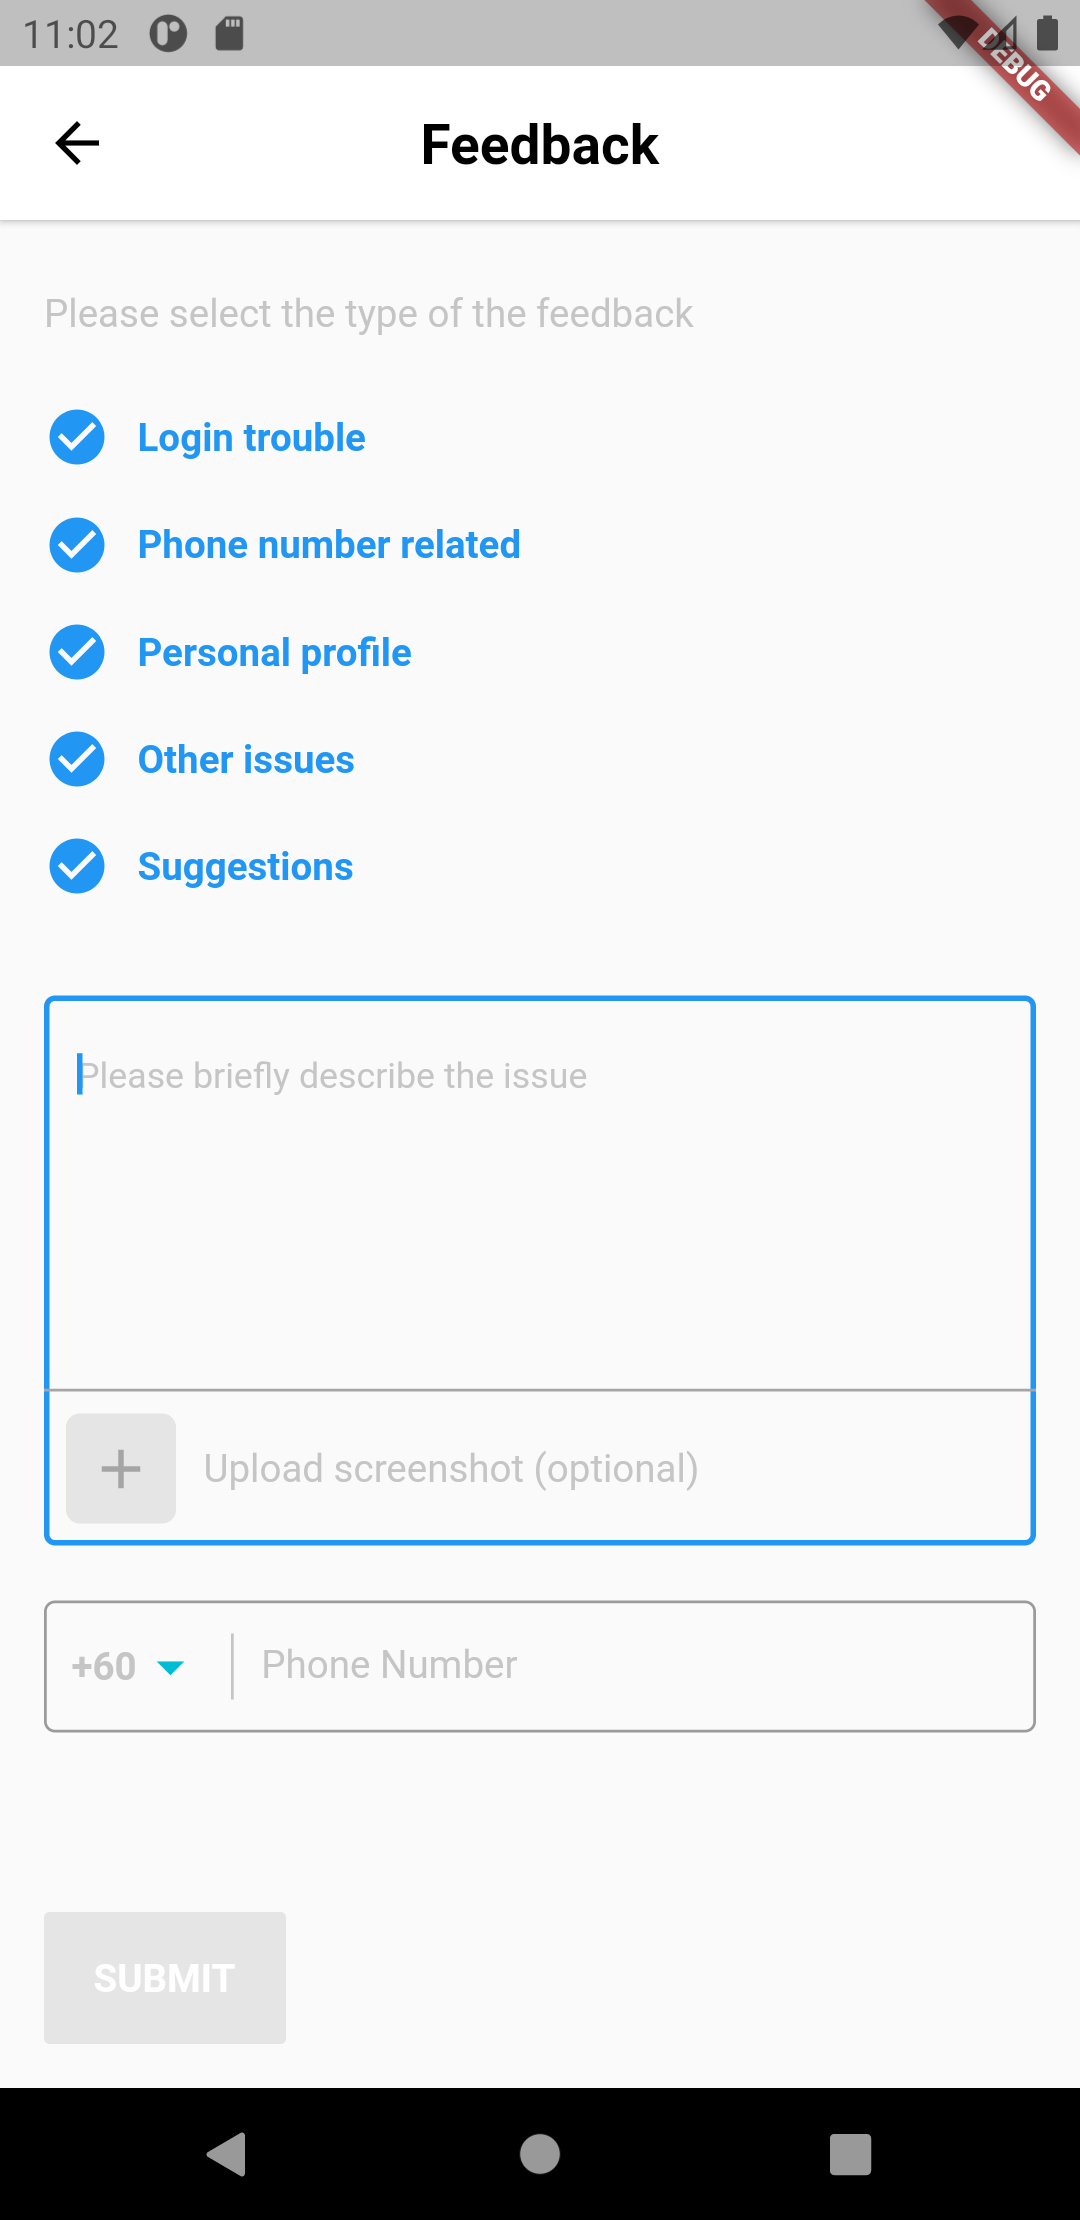 11:02
DEBUG
Feedback
Please select the type of the feedback
Login trouble
Phone number related
Personal profile
Other issues
Suggestions
Please briefly describe the issue
Upload screenshot (optional)
+60 Phone Number
SUBMIT